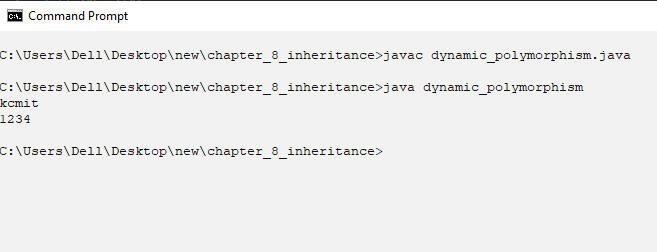 Command Prompt
C:\Users\Dell\Desktop\new\chapter_8_inheritance>javac dynamic_polymorphism.java
C:\Users\Dell\Desktop\new\chapter_8_inheritance>java dynamic_polymorphism
kcmit
1234
C:\Users\Dell\Desktop\new\chapter_8_inheritance>